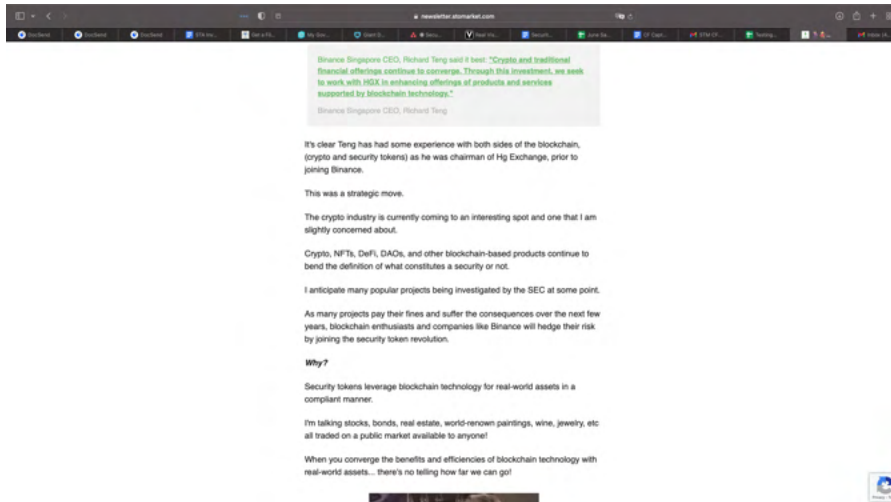 newsletter.stomarket.com
DocSend
DocSend
DocSend
Binance Singapore CEO, Richard Teng said it best: "Crypto and traditional
financial offerings continue to converge. Through this investment, we seek
to work with HGX in enhancing offerings of products and services
supported by blockchain technology."
Binance Singapore CEO, Richard Teng
It's clear Teng has had some experience with both sides of the blockchain,
(crypto and security tokens) as he was chairman of Hg Exchange, prior to
joining Binance.
This was a strategic move.
The crypto industry is currently coming to an interesting spot and one that I am
slightly concerned about.
Crypto, NFTs, DeFi, DAOs, and other blockchain-based products continue to
bend the definition of what constitutes a security or not.
I anticipate many popular projects being investigated by the SEC at some point.
As many projects pay their fines and suffer the consequences over the next few
years, blockchain enthusiasts and companies like Binance will hedge their risk
by joining the security token revolution.
Why?
Security tokens leverage blockchain technology for real-world assets in a
compliant manner.
I'm talking stocks, bonds, real estate, world-renown paintings, wine, jewelry, etc
all traded on a public market available to anyone!
When you converge the benefits and efficiencies of blockchain technology with
real-world assets... there's no telling how far we can go!